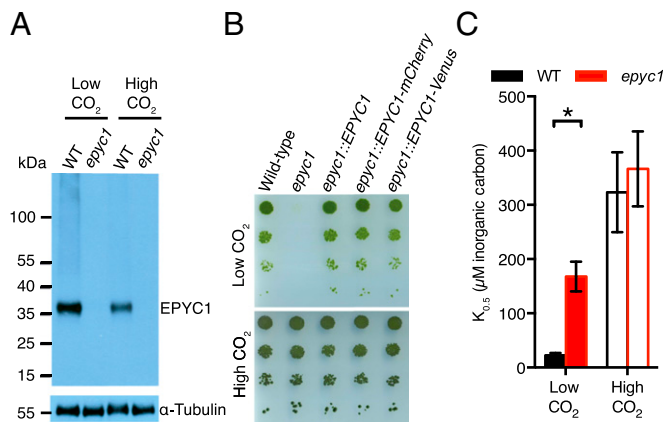 A
Low
CO2
High
CO2
WT
epyc1
WT
epyc1
kDa
100
55
40
35
25
15
55
EPYC1
α-Tubulin
B
Wild-type
epyc1
epyc1::EPYC1
epyc1::EPYC1-mCherry
epyc1::EPYC1-Venus
Low CO2
High CO2
C
WT
epyc1
*
500
400
300
200
100
0
K0.5 (µM inorganic carbon)
Low
CO2
High
CO2